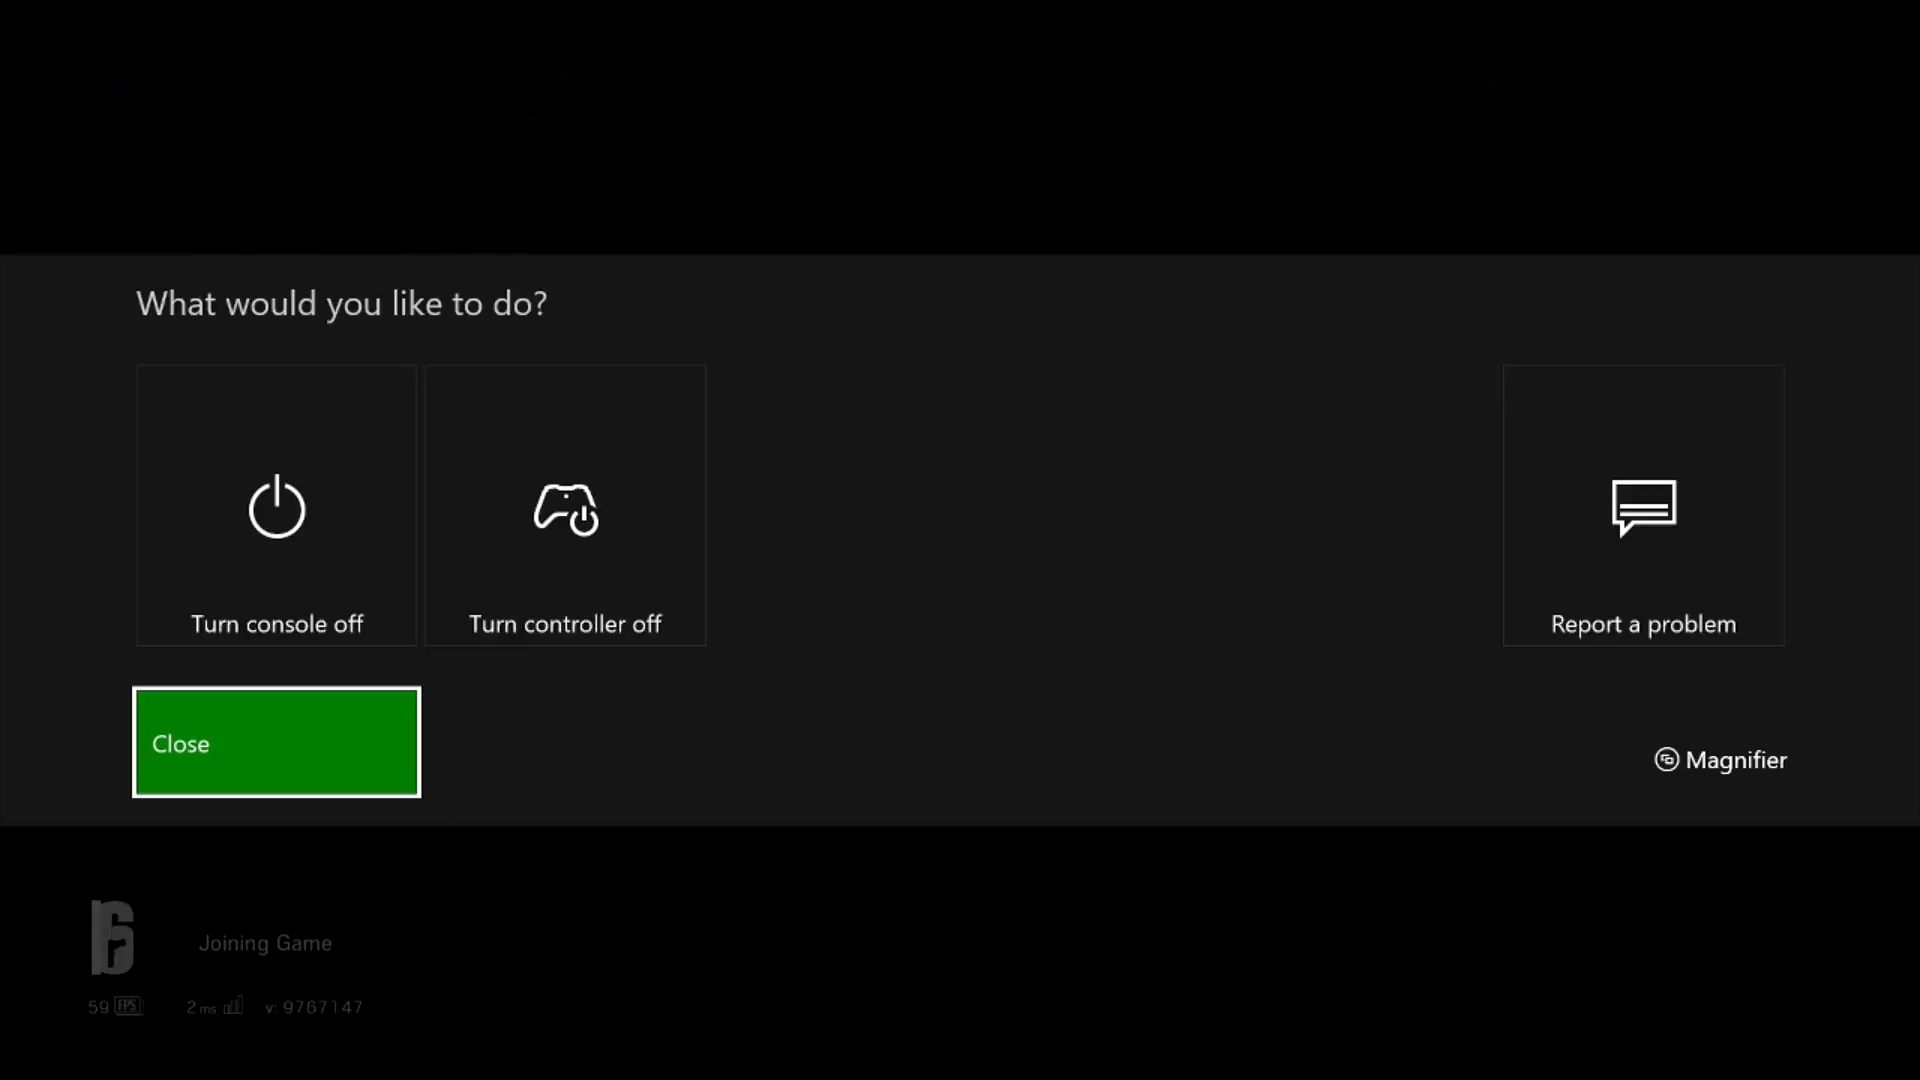 What would you like to do?
Turn console off
Turn controller off
Report a problem
Close
Magnifier
Joining Game
59 FPS 2 ms v: 9767147